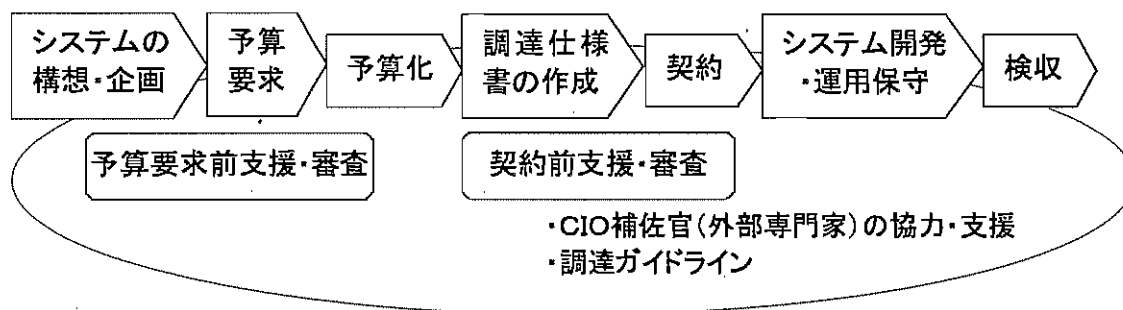 システムの
構想・企画
予算
要求
予算化
調達仕様
書の作成
契約
システム開発
・運用保守
検収
予算要求前支援・審査
契約前支援・審査
・CIO補佐官(外部専門家)の協力・支援
・調達ガイドライン